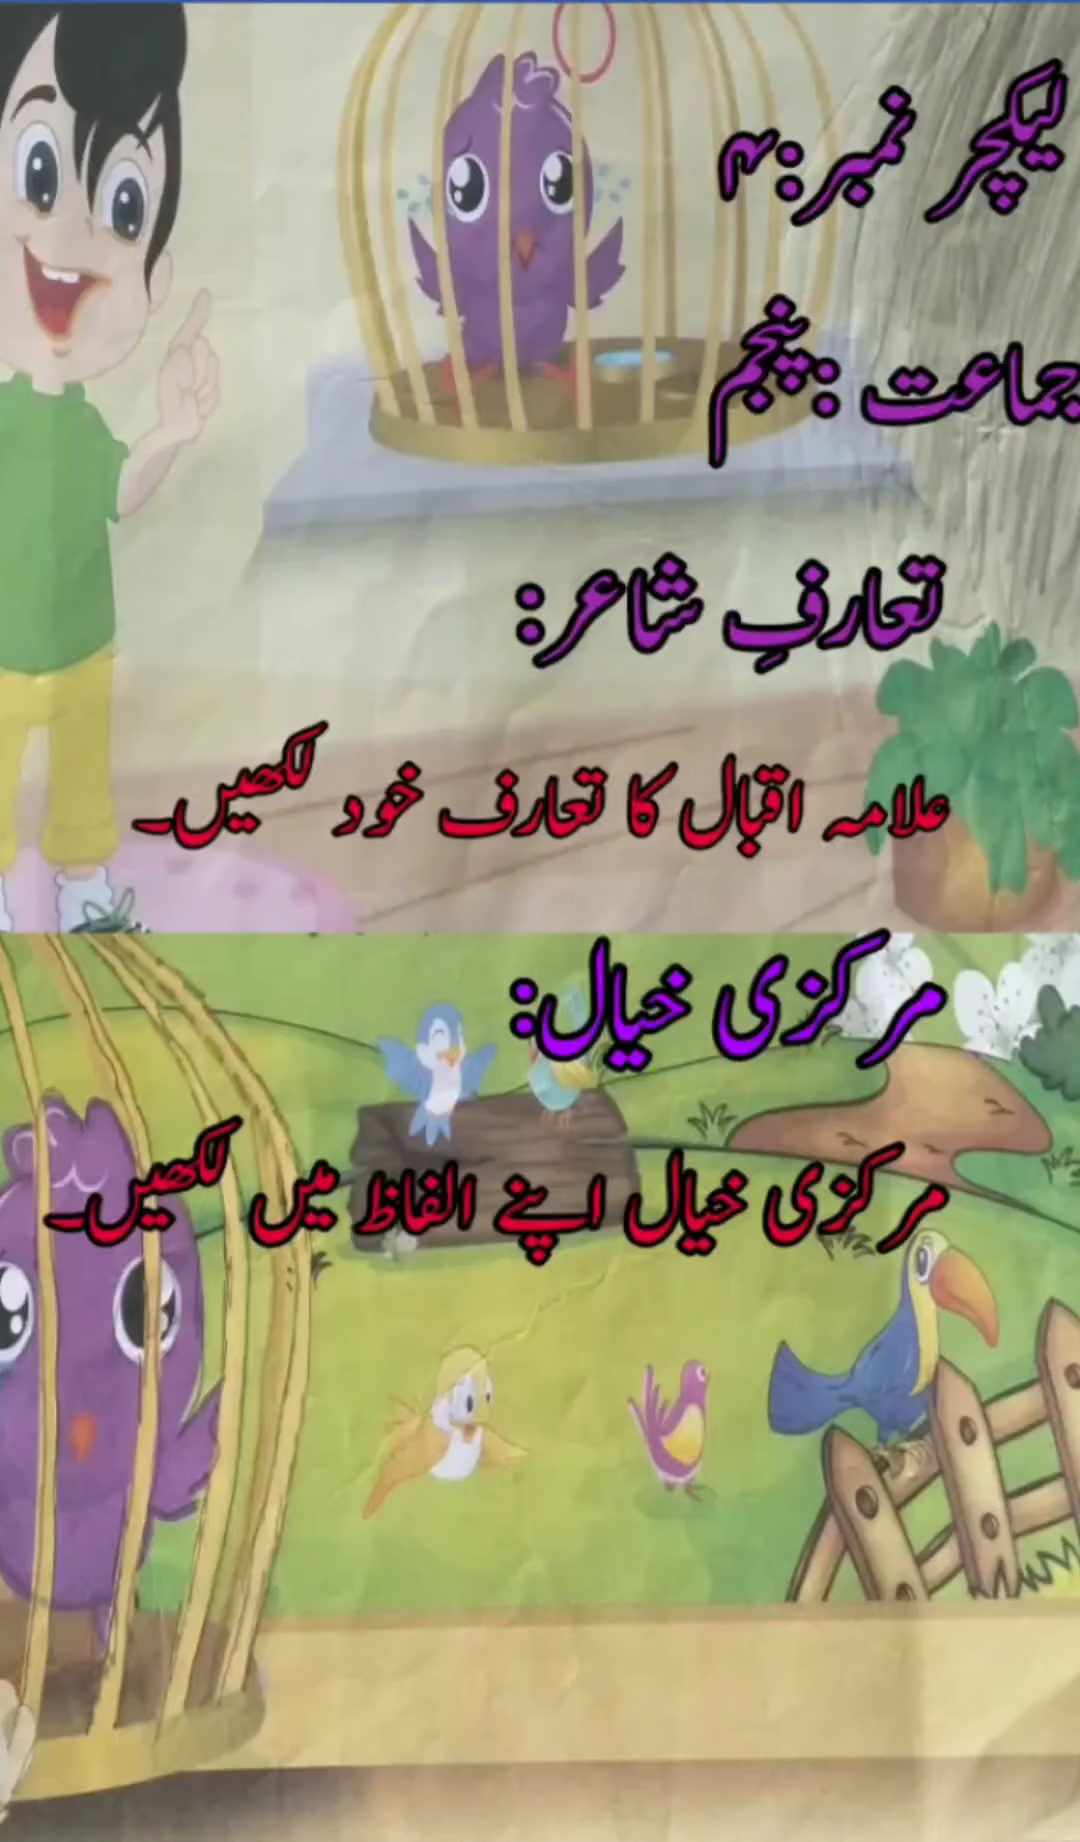 لیکچر نمبر:۴
جماعت :پنجم
تعارفِ شاعر:
علامہ اقبال کا تعارف خود لکھیں۔
مرکزی خیال:
مرکزی خیال اپنے الفاظ میں لکھیں۔